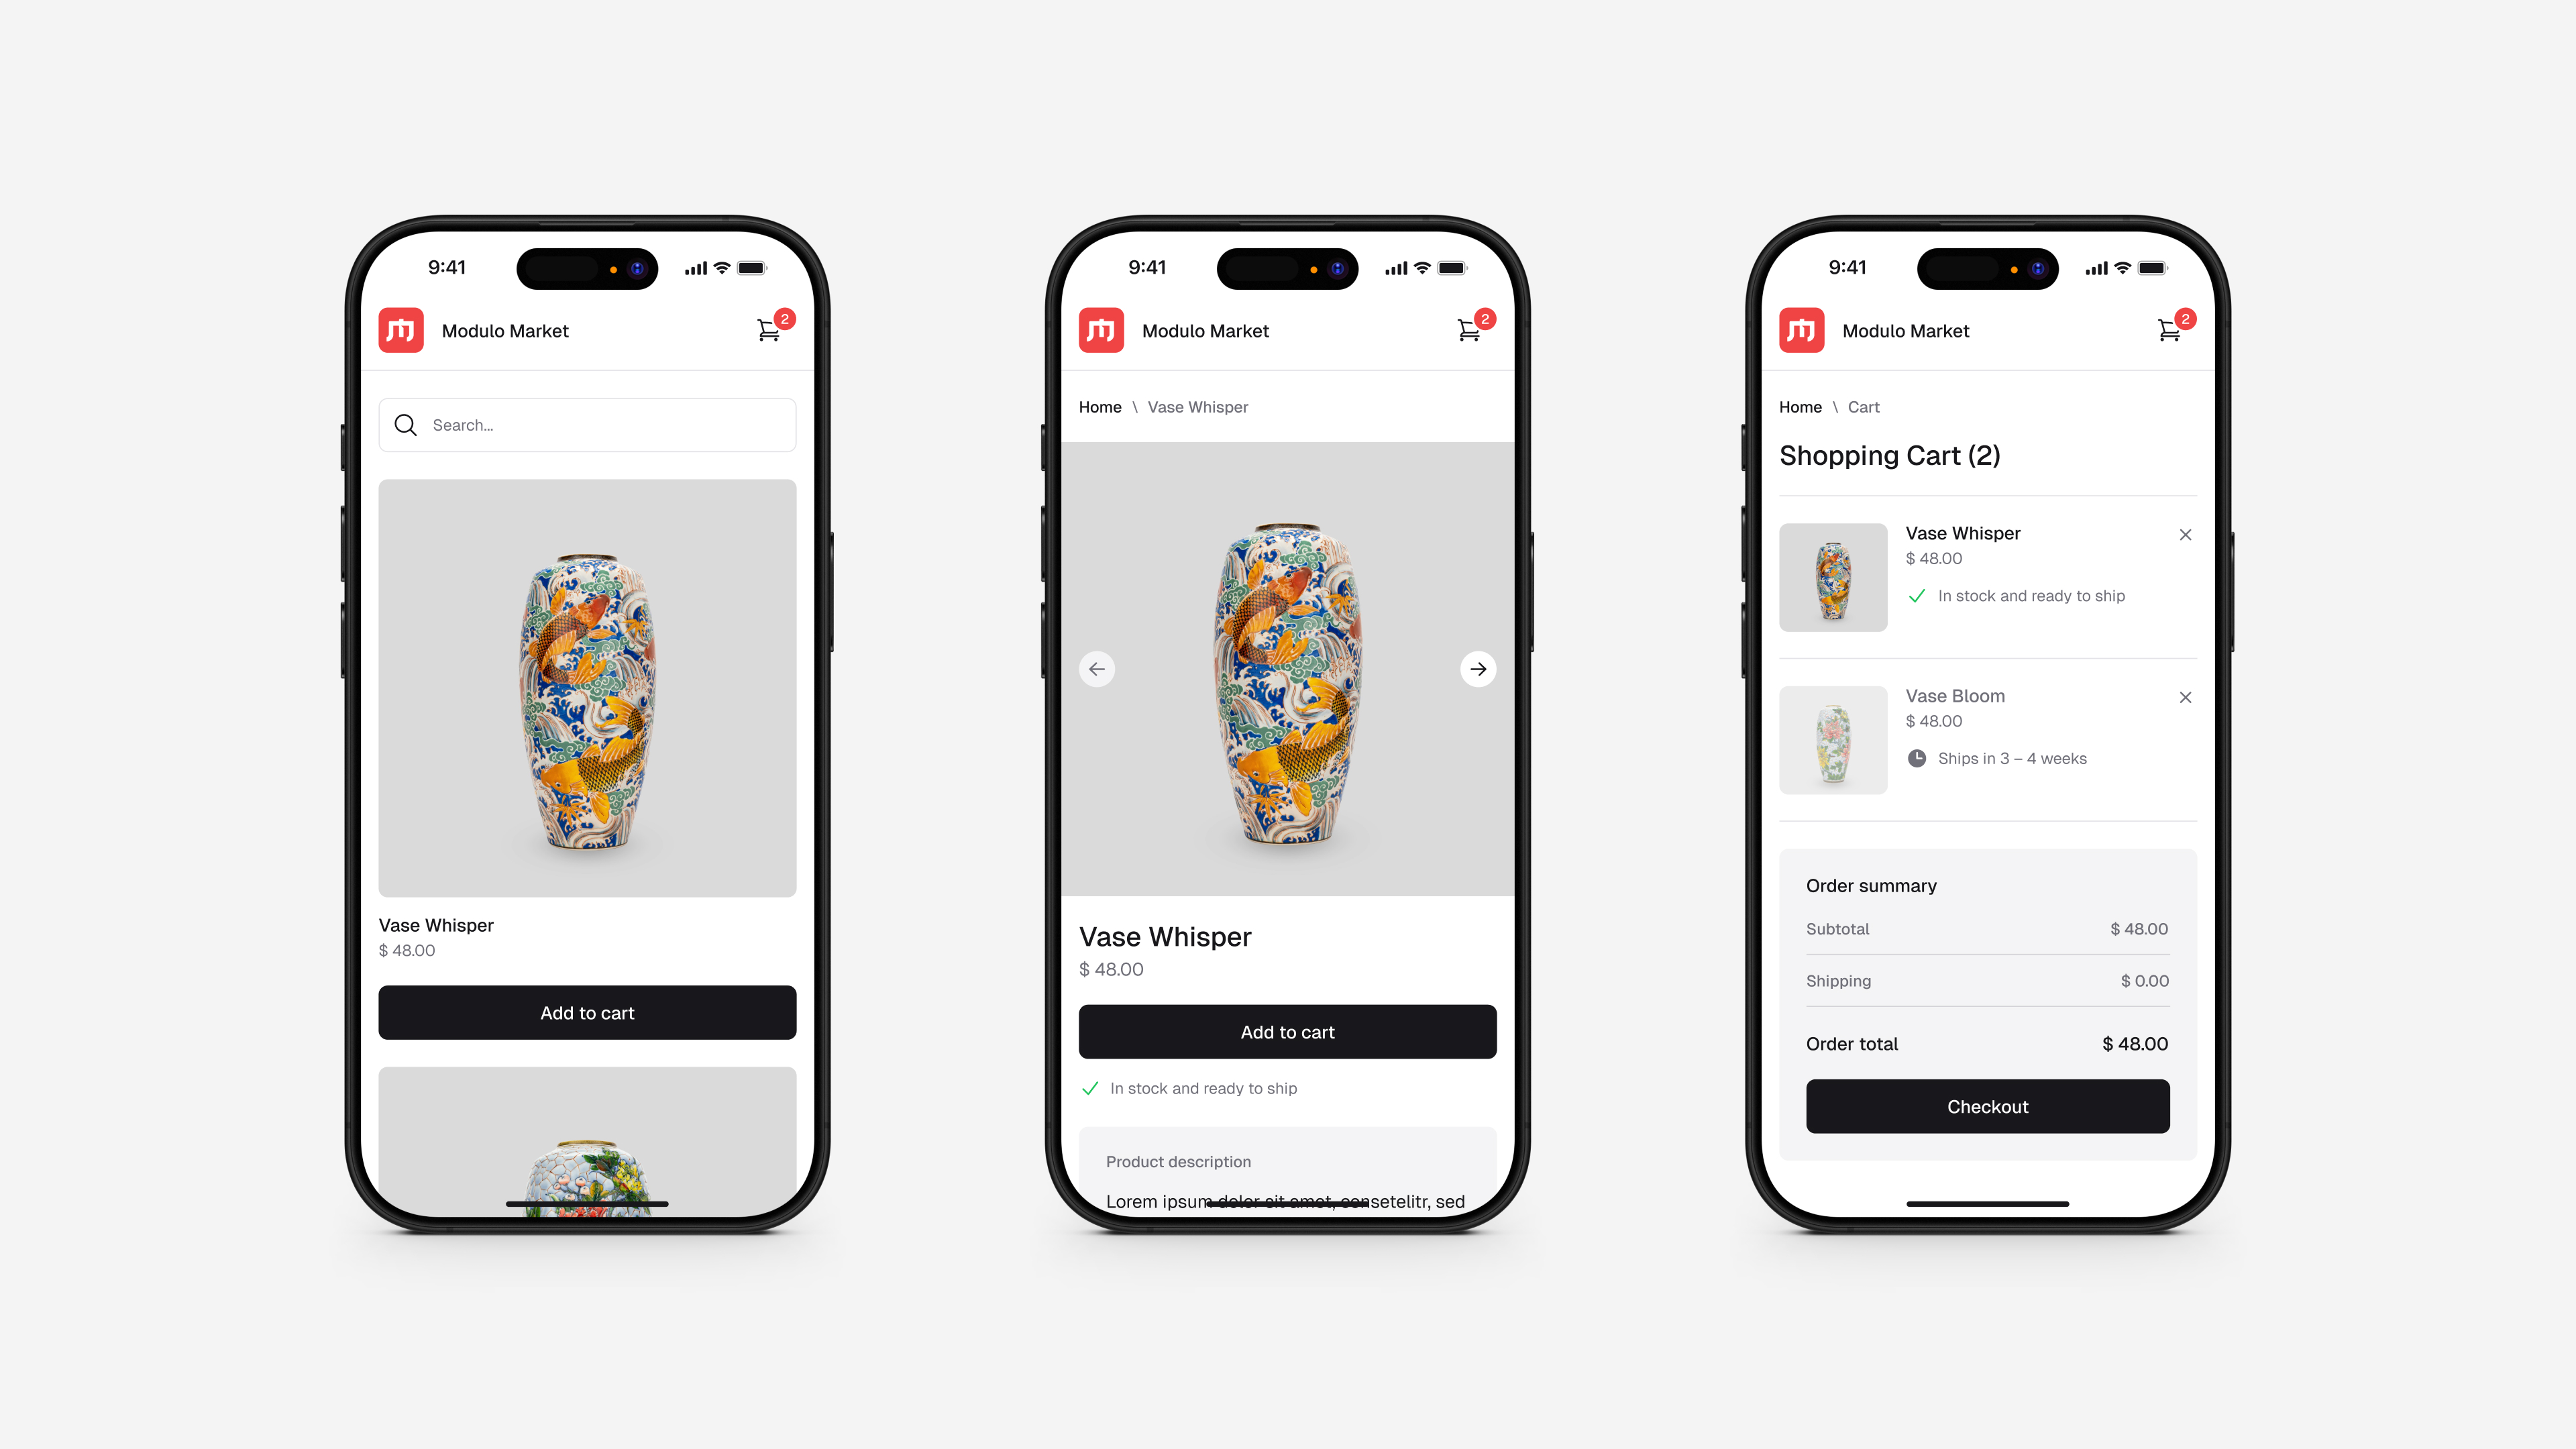 9:41
Modulo Market
2
Search...
Vase Whisper
$ 48.00
Add to cart
9:41
Modulo Market
2
Home \ Vase Whisper
Vase Whisper
$ 48.00
Add to cart
In stock and ready to ship
Product description
Lorem ipsum dolor sit amet, consetelitr, sed
9:41
Modulo Market
2
Home \ Cart
Shopping Cart (2)
Vase Whisper
$ 48.00
In stock and ready to ship
Vase Bloom
$ 48.00
Ships in 3 – 4 weeks
Order summary
Subtotal $ 48.00
Shipping $ 0.00
Order total $ 48.00
Checkout